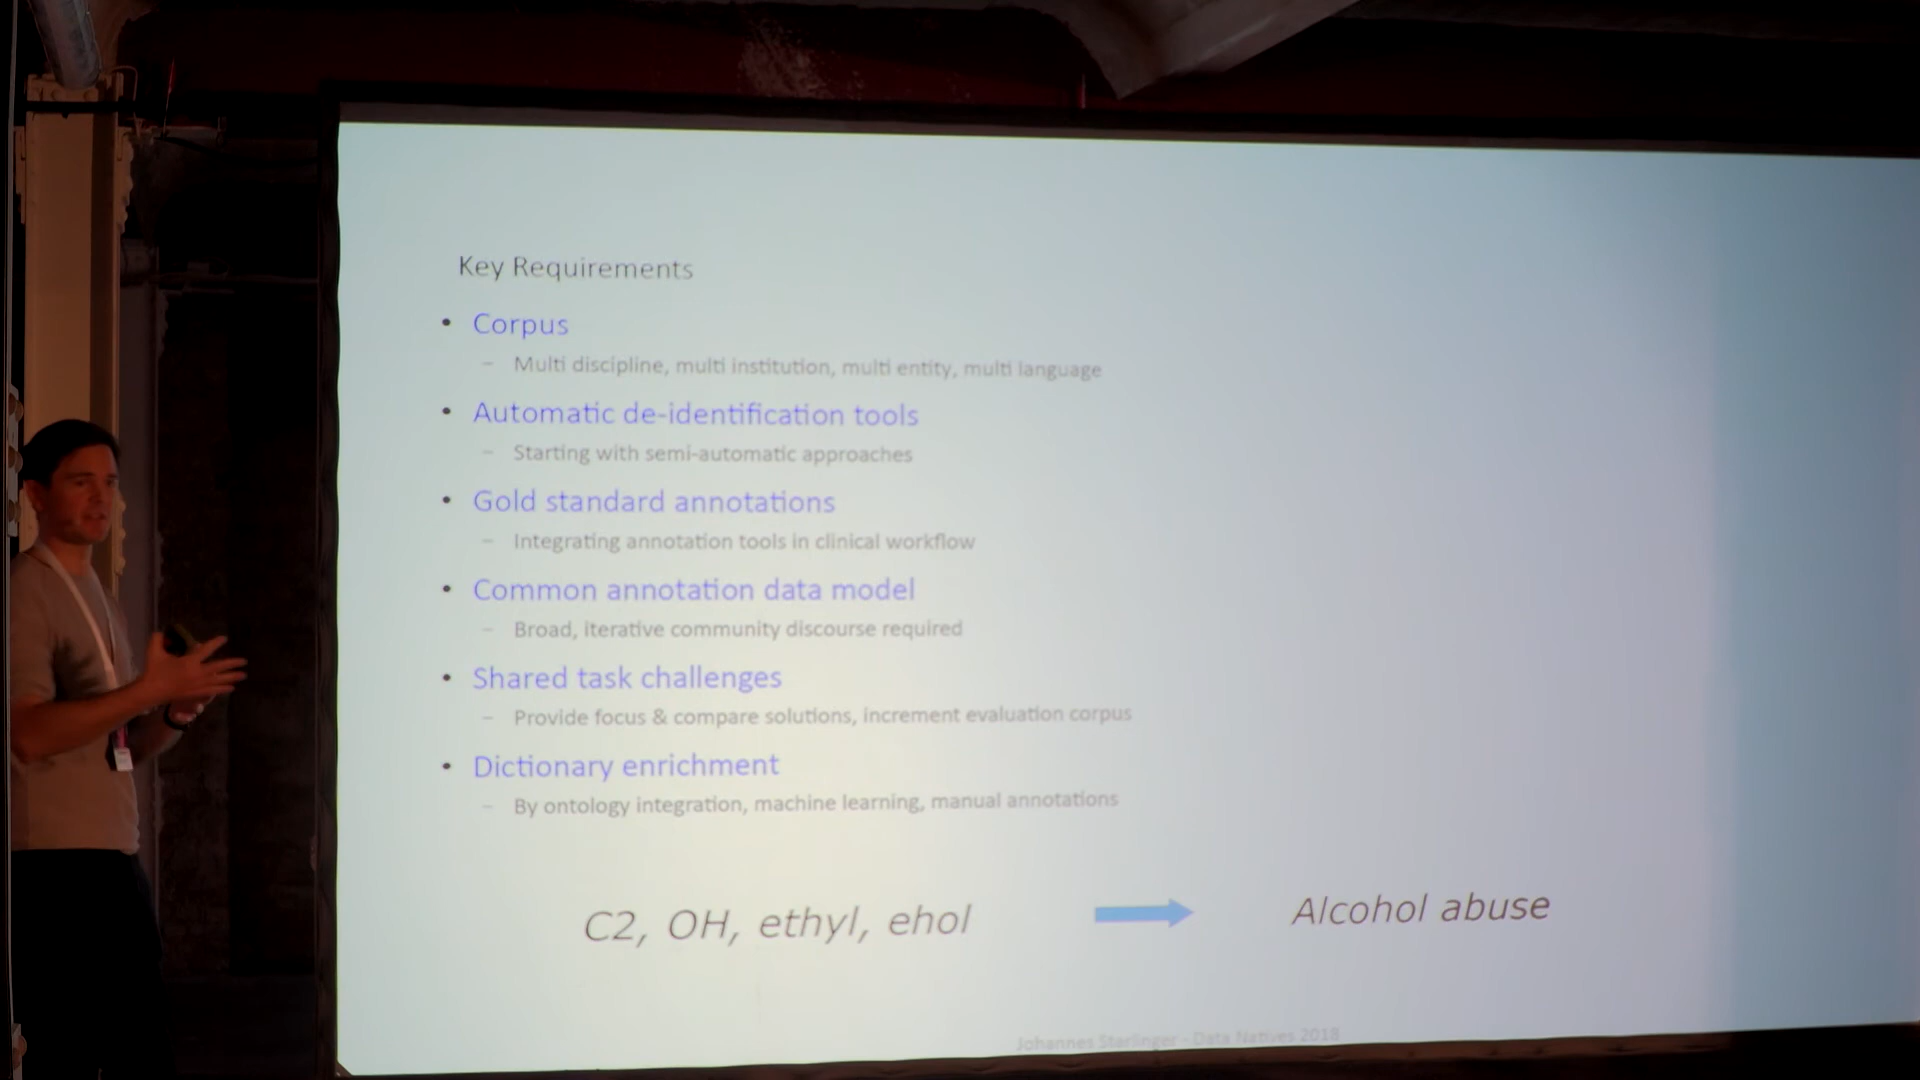 Key Requirements
• Corpus
– Multi discipline, multi institution, multi entity, multi language
• Automatic de-identification tools
– Starting with semi-automatic approaches
• Gold standard annotations
– Integrating annotation tools in clinical workflow
• Common annotation data model
– Broad, iterative community discourse required
• Shared task challenges
– Provide focus & compare solutions, increment evaluation corpus
• Dictionary enrichment
– By ontology integration, machine learning, manual annotations
C2, OH, ethyl, ehol Alcohol abuse
Johannes Starlinger - Data Natives 2018